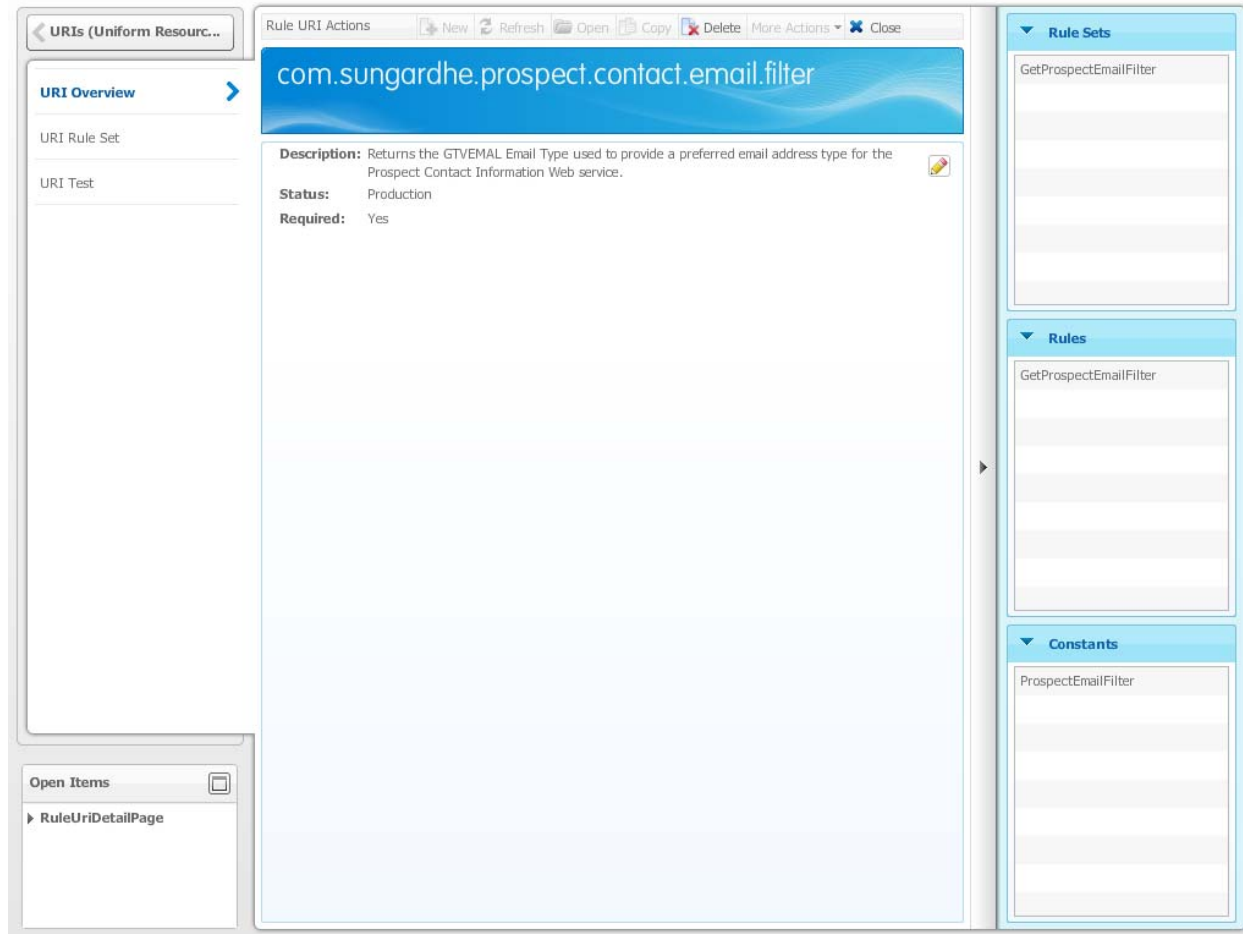 URIs (Uniform Resourc...
URI Overview
URI Rule Set
URI Test
Open Items
RuleUriDetailPage
Rule URI Actions New Refresh Open Copy Delete More Actions Close
com.sungardhe.prospect.contact.email.filter
Description: Returns the GTVEMAL Email Type used to provide a preferred email address type for the
Prospect Contact Information Web service.
Status: Production
Required: Yes
Rule Sets
GetProspectEmailFilter
Rules
GetProspectEmailFilter
Constants
ProspectEmailFilter